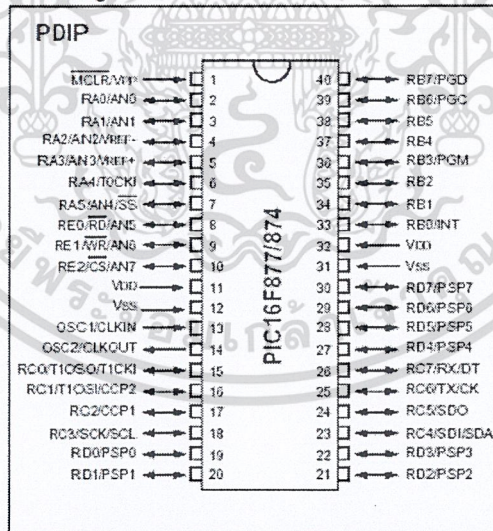 PDIP
MCLR/VPP 1
RA0/AN0 2
RA1/AN1 3
RA2/AN2/VREF- 4
RA3/AN3/VREF+ 5
RA4/T0CKI 6
RA5/AN4/SS 7
RE0/RD/AN5 8
RE1/WR/AN6 9
RE2/CS/AN7 10
VDD 11
VSS 12
OSC1/CLKIN 13
OSC2/CLKOUT 14
RC0/T1OSO/T1CKI 15
RC1/T1OSI/CCP2 16
RC2/CCP1 17
RC3/SCK/SCL 18
RD0/PSP0 19
RD1/PSP1 20
PIC16F877/874
40 RB7/PGD
39 RB6/PGC
38 RB5
37 RB4
36 RB3/PGM
35 RB2
34 RB1
33 RB0/INT
32 VDD
31 VSS
30 RD7/PSP7
29 RD6/PSP6
28 RD5/PSP5
27 RD4/PSP4
26 RC7/RX/DT
25 RC6/TX/CK
24 RC5/SDO
23 RC4/SDI/SDA
22 RD3/PSP3
21 RD2/PSP2